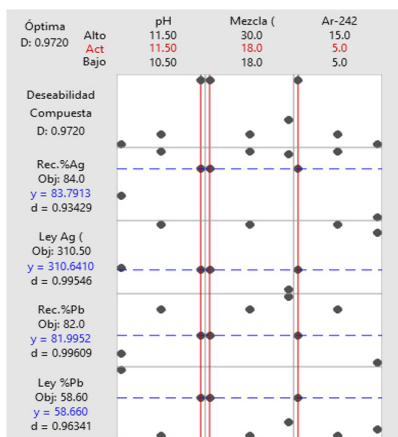 Óptima
D: 0.9720
pH Mezcla ( Ar-242
Alto 11.50 30.0 15.0
Act 11.50 18.0 5.0
Bajo 10.50 18.0 5.0
Deseabilidad
Compuesta
D: 0.9720
Rec.%Ag
Obj: 84.0
y = 83.7913
d = 0.93429
Ley Ag (
Obj: 310.50
y = 310.6410
d = 0.99546
Rec.%Pb
Obj: 82.0
y = 81.9952
d = 0.99609
Ley %Pb
Obj: 58.60
y = 58.660
d = 0.96341